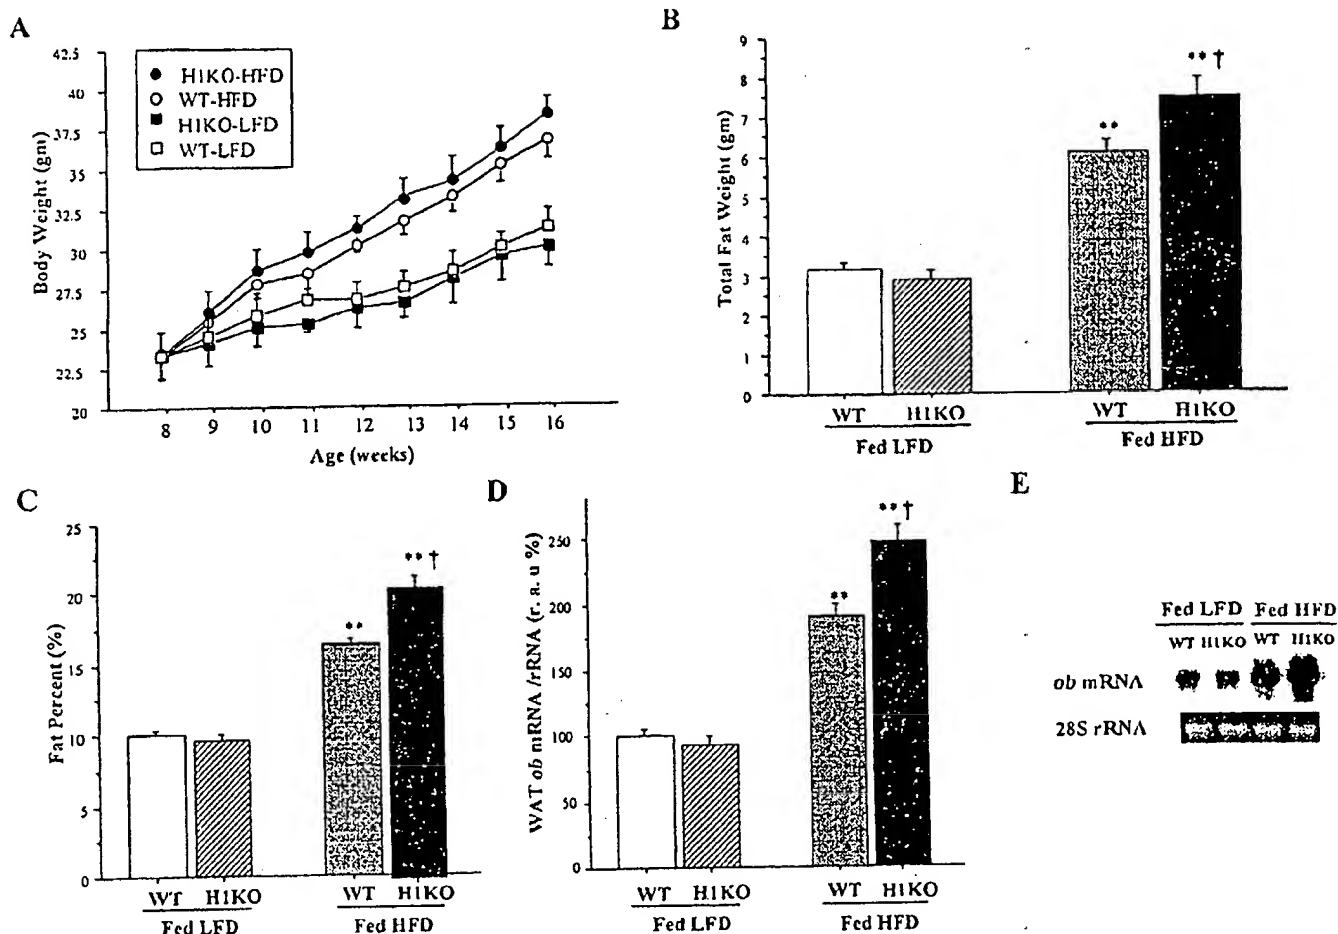 A
42.5
40
37.5
35
32.5
30
27.5
25
22.5
20
Body Weight (gm)
H1KO-HFD
WT-HFD
H1KO-LFD
WT-LFD
8 9 10 11 12 13 14 15 16
Age (weeks)
B
9
8
7
6
5
4
3
2
1
0
Total Fat Weight (gm)
** 
** †
WT H1KO WT H1KO
Fed LFD Fed HFD
C
25
20
15
10
5
0
Fat Percent (%)
**
** †
WT H1KO WT H1KO
Fed LFD Fed HFD
D
250
200
150
100
50
0
WAT ob mRNA /rRNA (r. a. u %)
**
** †
WT H1KO WT H1KO
Fed LFD Fed HFD
E
Fed LFD Fed HFD
WT H1KO WT H1KO
ob mRNA
28S rRNA